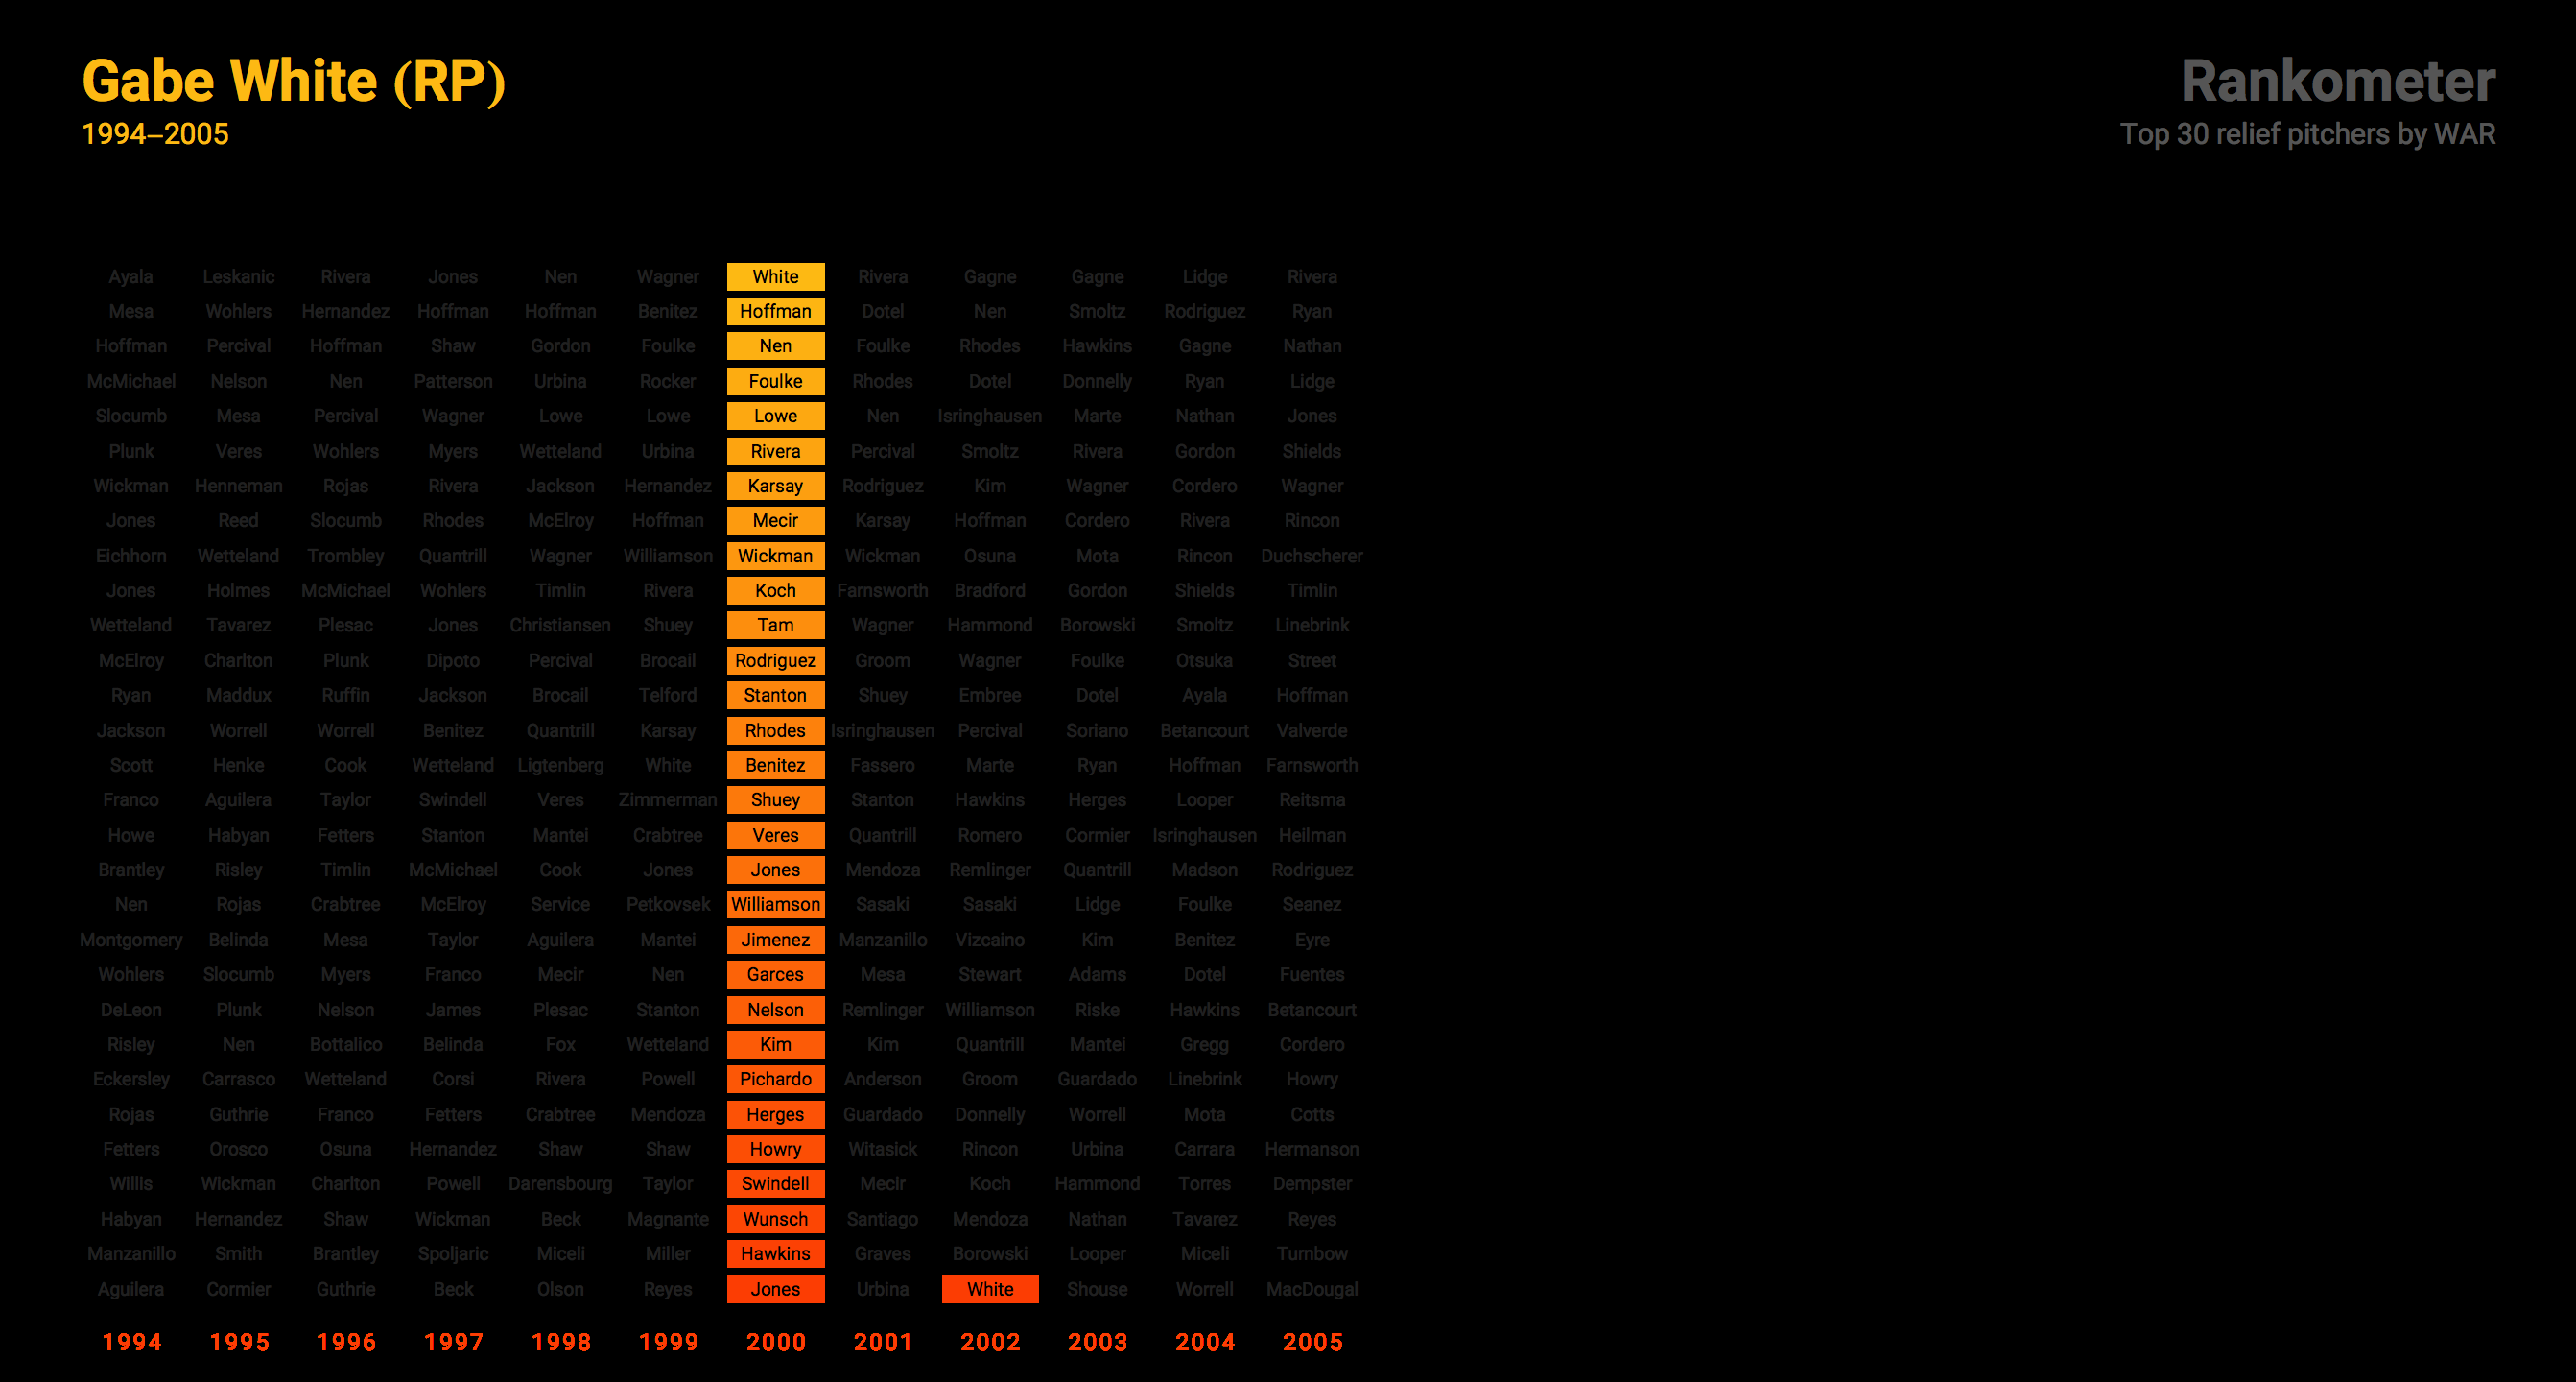 Gabe White (RP)
1994–2005
Rankometer
Top 30 relief pitchers by WAR
Ayala Leskanic Rivera Jones Nen Wagner White Rivera Gagne Gagne Lidge Rivera
Mesa Wohlers Hernandez Hoffman Hoffman Benitez Hoffman Dotel Nen Smoltz Rodriguez Ryan
Hoffman Percival Hoffman Shaw Gordon Foulke Nen Foulke Rhodes Hawkins Gagne Nathan
McMichael Nelson Nen Patterson Urbina Rocker Foulke Rhodes Dotel Donnelly Ryan Lidge
Slocumb Mesa Percival Wagner Lowe Lowe Lowe Nen Isringhausen Marte Nathan Jones
Plunk Veres Wohlers Myers Wetteland Urbina Rivera Percival Smoltz Rivera Gordon Shields
Wickman Henneman Rojas Rivera Jackson Hernandez Karsay Rodriguez Kim Wagner Cordero Wagner
Jones Reed Slocumb Rhodes McElroy Hoffman Mecir Karsay Hoffman Cordero Rivera Rincon
Eichhorn Wetteland Trombley Quantrill Wagner Williamson Wickman Wickman Osuna Mota Rincon Duchscherer
Jones Holmes McMichael Wohlers Timlin Rivera Koch Farnsworth Bradford Gordon Shields Timlin
Wetteland Tavarez Plesac Jones Christiansen Shuey Tam Wagner Hammond Borowski Smoltz Linebrink
McElroy Charlton Plunk Dipoto Percival Brocail Rodriguez Groom Wagner Foulke Otsuka Street
Ryan Maddux Ruffin Jackson Brocail Telford Stanton Shuey Embree Dotel Ayala Hoffman
Jackson Worrell Worrell Benitez Quantrill Karsay Rhodes Isringhausen Percival Soriano Betancourt Valverde
Scott Henke Cook Wetteland Ligtenberg White Benitez Fassero Marte Ryan Hoffman Farnsworth
Franco Aguilera Taylor Swindell Veres Zimmerman Shuey Stanton Hawkins Herges Looper Reitsma
Howe Habyan Fetters Stanton Mantei Crabtree Veres Quantrill Romero Cormier Isringhausen Heilman
Brantley Risley Timlin McMichael Cook Jones Jones Mendoza Remlinger Quantrill Madson Rodriguez
Nen Rojas Crabtree McElroy Service Petkovsek Williamson Sasaki Sasaki Lidge Foulke Seanez
Montgomery Belinda Mesa Taylor Aguilera Mantei Jimenez Manzanillo Vizcaino Kim Benitez Eyre
Wohlers Slocumb Myers Franco Mecir Nen Garces Mesa Stewart Adams Dotel Fuentes
DeLeon Plunk Nelson James Plesac Stanton Nelson Remlinger Williamson Riske Hawkins Betancourt
Risley Nen Bottalico Belinda Fox Wetteland Kim Kim Quantrill Mantei Gregg Cordero
Eckersley Carrasco Wetteland Corsi Rivera Powell Pichardo Anderson Groom Guardado Linebrink Howry
Rojas Guthrie Franco Fetters Crabtree Mendoza Herges Guardado Donnelly Worrell Mota Cotts
Fetters Orosco Osuna Hernandez Shaw Shaw Howry Witasick Rincon Urbina Carrara Hermanson
Willis Wickman Charlton Powell Darensbourg Taylor Swindell Mecir Koch Hammond Torres Dempster
Habyan Hernandez Shaw Wickman Beck Magnante Wunsch Santiago Mendoza Nathan Tavarez Reyes
Manzanillo Smith Brantley Spoljaric Miceli Miller Hawkins Graves Borowski Looper Miceli Turnbow
Aguilera Cormier Guthrie Beck Olson Reyes Jones Urbina White Shouse Worrell MacDougal
1994 1995 1996 1997 1998 1999 2000 2001 2002 2003 2004 2005